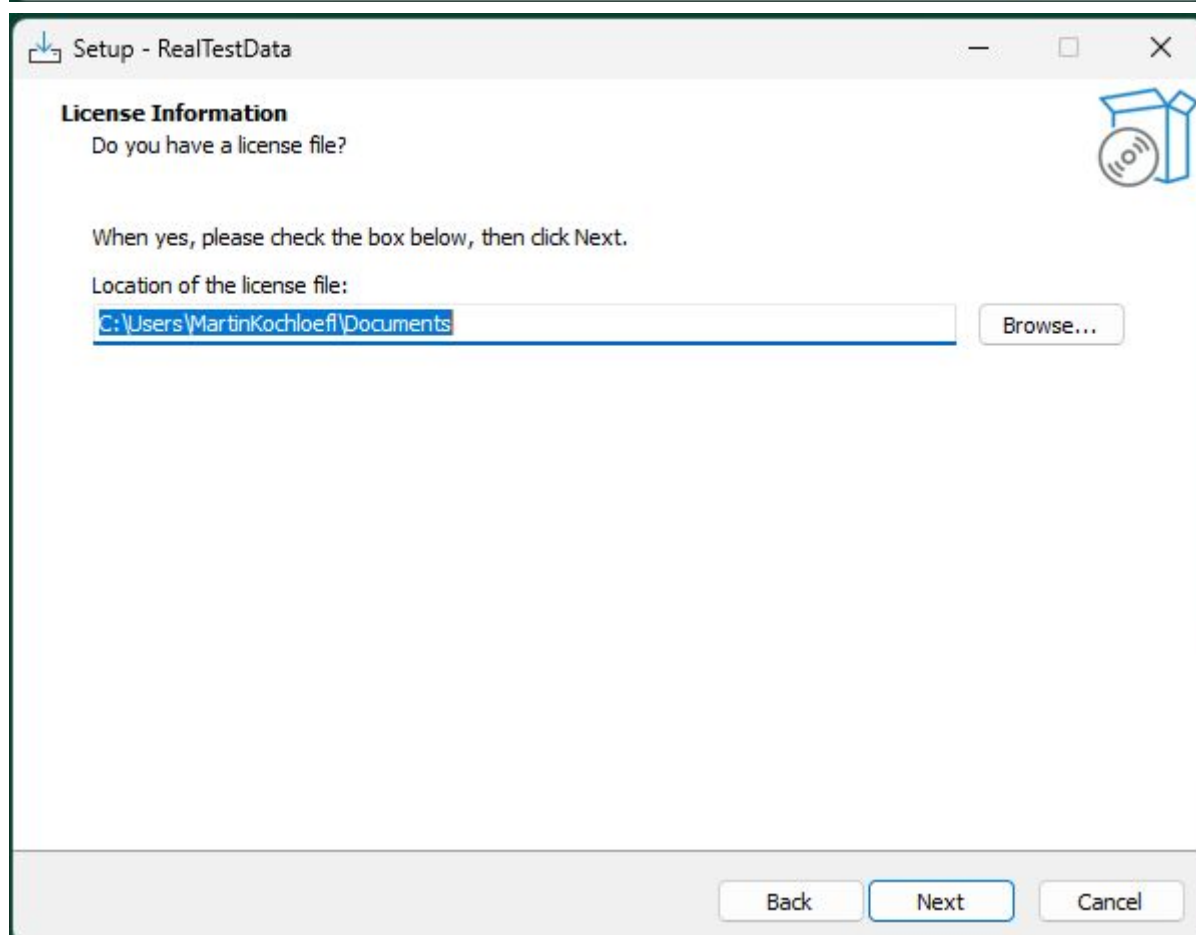 Setup - RealTestData
License Information
Do you have a license file?
When yes, please check the box below, then click Next.
Location of the license file:
C:\Users\MartinKochloefl\Documents
Browse...
Back
Next
Cancel